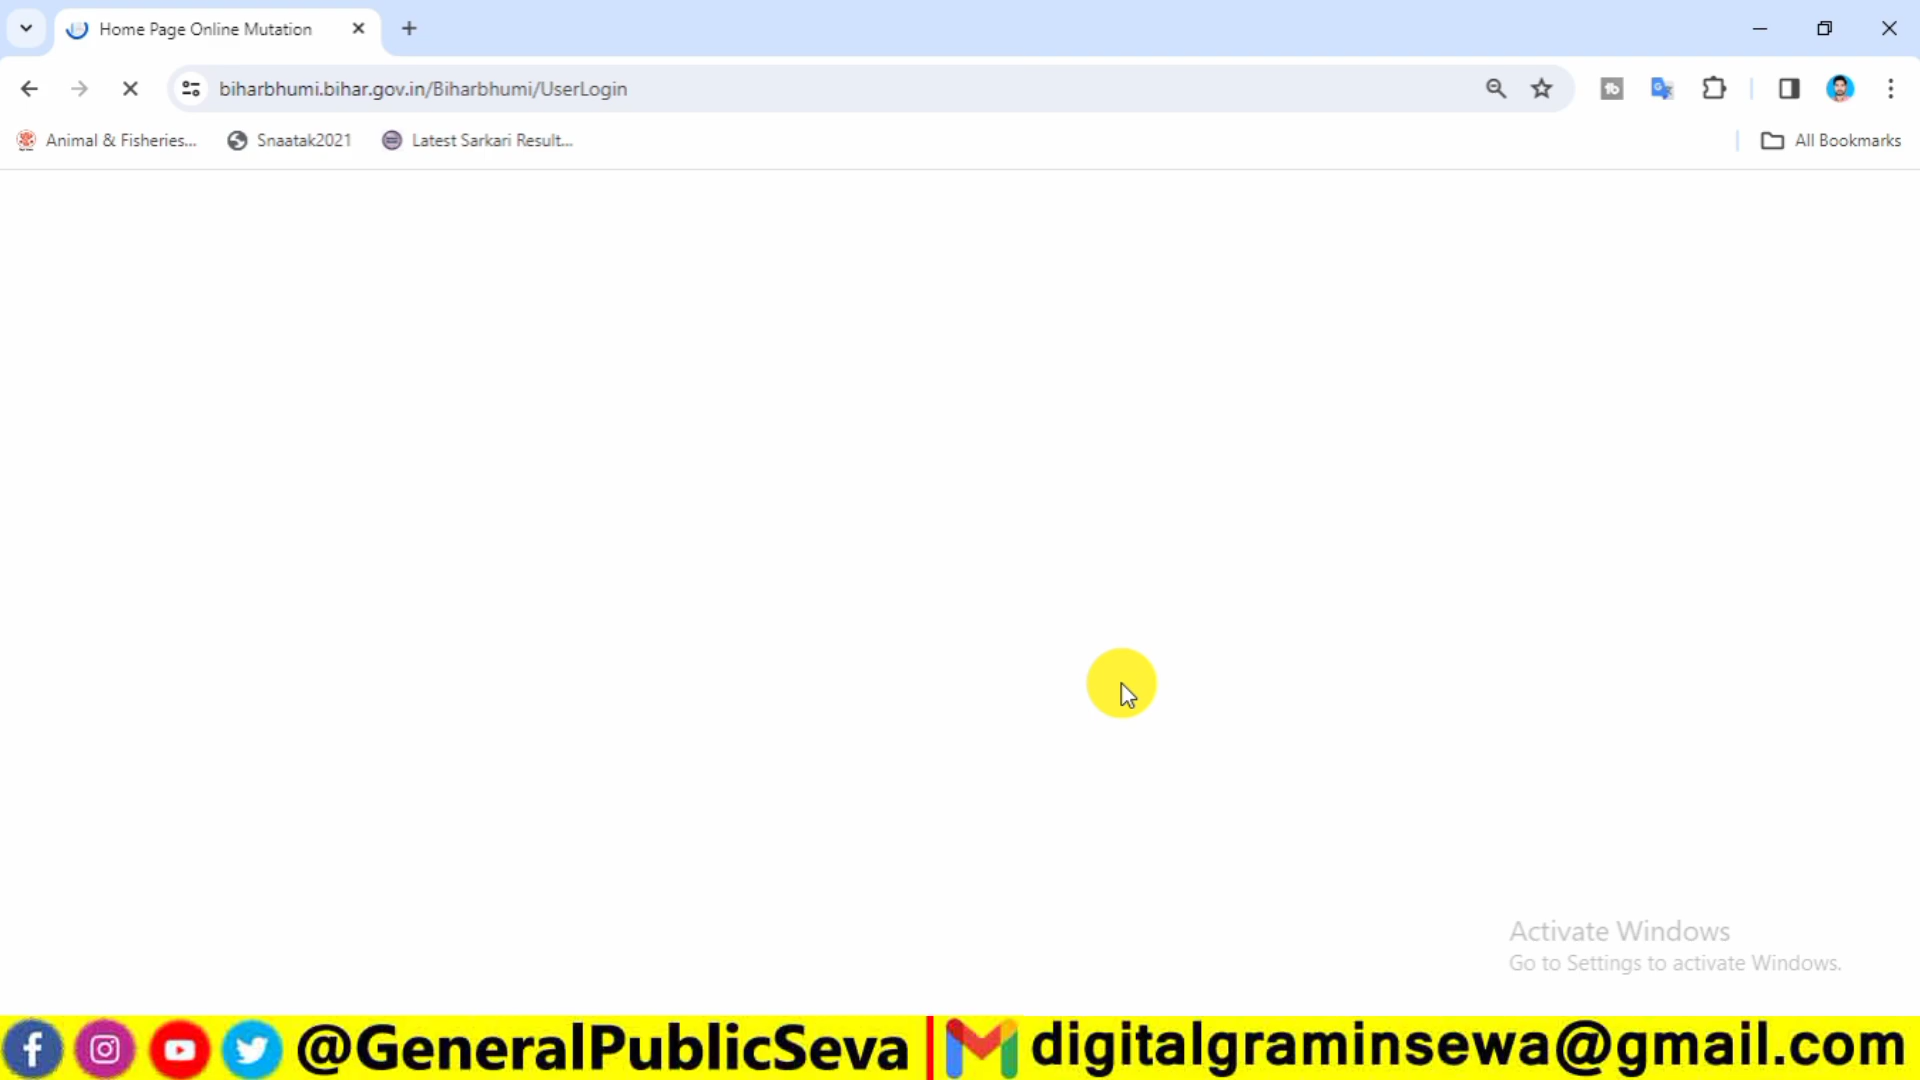 Home Page Online Mutation
biharbhumi.bihar.gov.in/Biharbhumi/UserLogin
Animal & Fisheries... Snaatak2021 Latest Sarkari Result... All Bookmarks
Activate Windows
Go to Settings to activate Windows.
@GeneralPublicSeva digitalgraminsewa@gmail.com